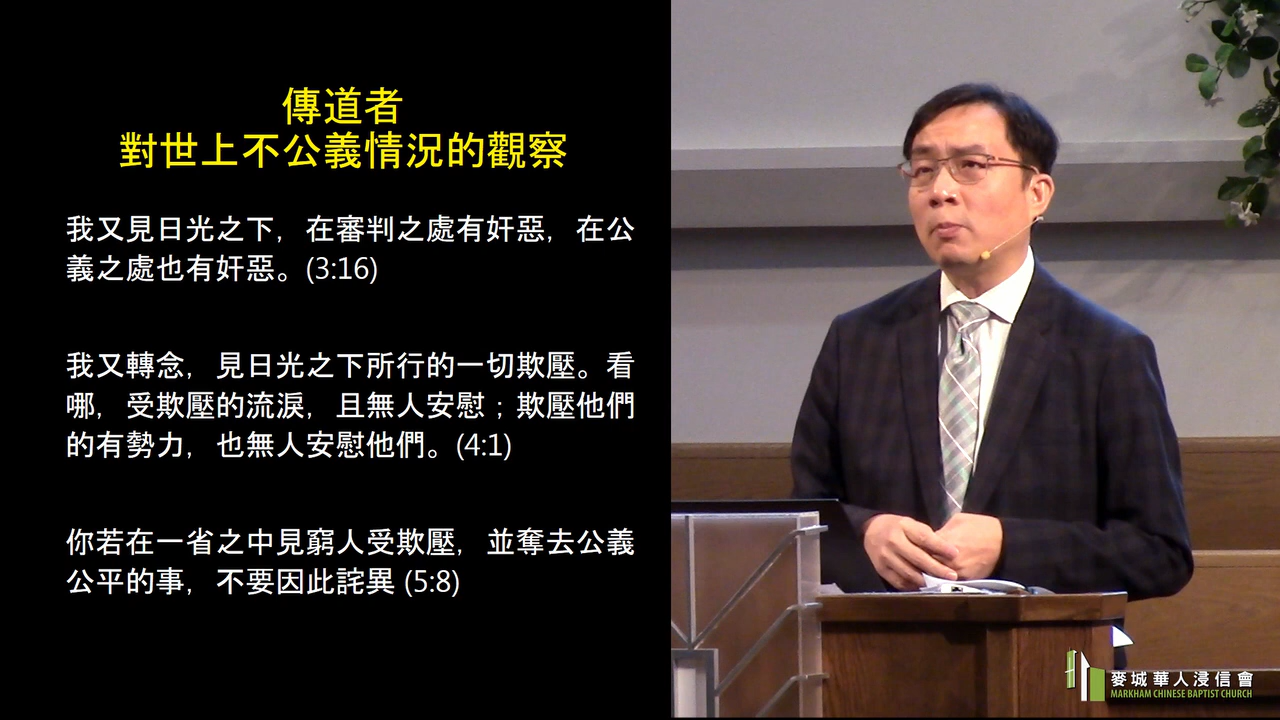 傳道者
對世上不公義情況的觀察
我又見日光之下，在審判之處有奸惡，在公
義之處也有奸惡。(3:16)
我又轉念，見日光之下所行的一切欺壓。看
哪，受欺壓的流淚，且無人安慰；欺壓他們
的有勢力，也無人安慰他們。(4:1)
你若在一省之中見窮人受欺壓，並奪去公義
公平的事，不要因此詫異 (5:8)
麥城華人浸信會
MARKHAM CHINESE BAPTIST CHURCH